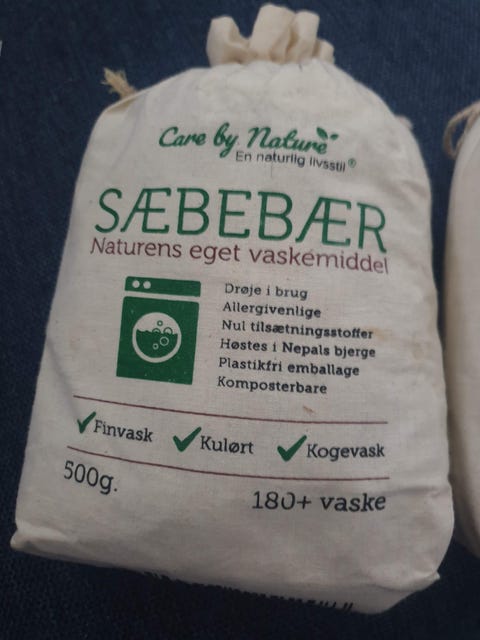 Care by Nature
En naturlig livsstil®
SÆBEBÆR
Naturens eget vaskemiddel
Drøje i brug
Allergivenlige
Nul tilsætningsstoffer
Høstes i Nepals bjerge
Plastikfri emballage
Komposterbare
Finvask
Kulørt
Kogevask
500g.
180+ vaske